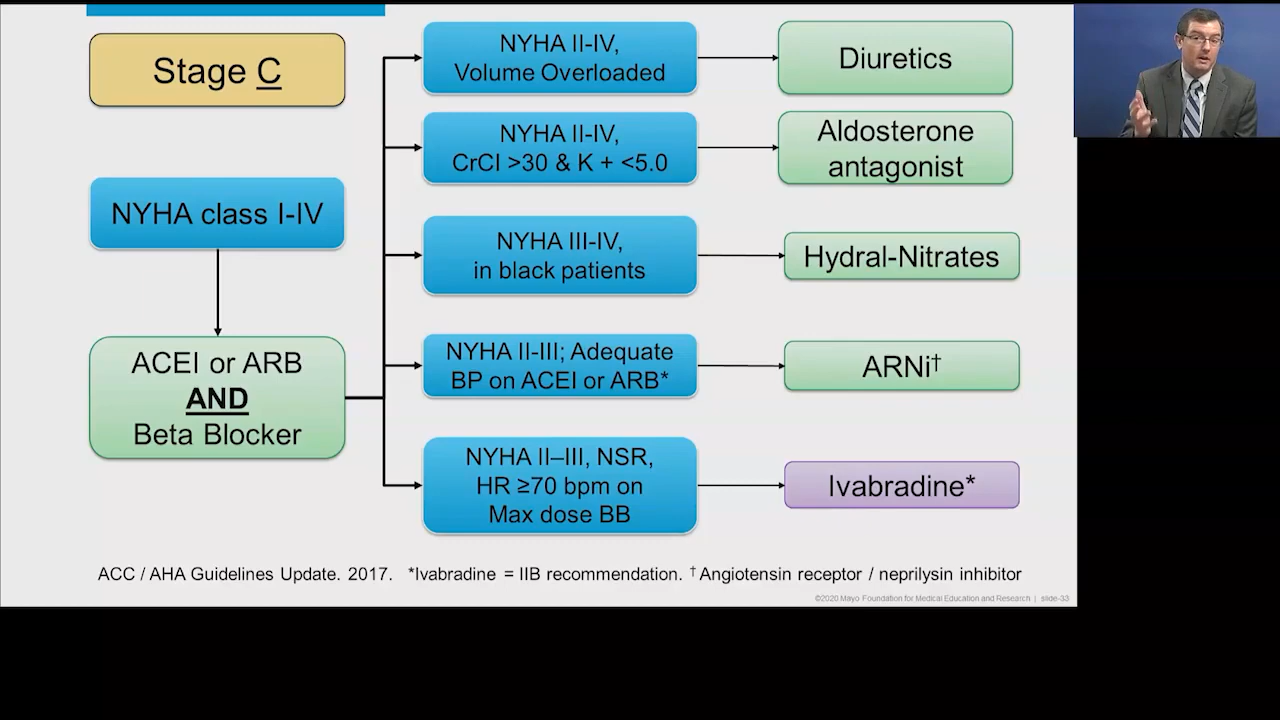 Stage C
NYHA class I-IV
ACEI or ARB
AND
Beta Blocker
NYHA II-IV,
Volume Overloaded
Diuretics
NYHA II-IV,
CrCl >30 & K + <5.0
Aldosterone
antagonist
NYHA III-IV,
in black patients
Hydral-Nitrates
NYHA II-III; Adequate
BP on ACEI or ARB*
ARNi†
NYHA II–III, NSR,
HR ≥70 bpm on
Max dose BB
Ivabradine*
ACC / AHA Guidelines Update. 2017. *Ivabradine = IIB recommendation. †Angiotensin receptor / neprilysin inhibitor
©2020 Mayo Foundation for Medical Education and Research | slide-33